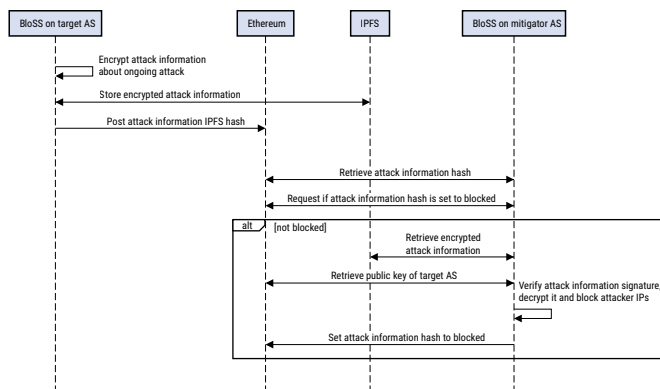 BloSS on target AS
Ethereum
IPFS
BloSS on mitigator AS
Encrypt attack information
about ongoing attack
Store encrypted attack information
Post attack information IPFS hash
Retrieve attack information hash
Request if attack information hash is set to blocked
alt
[not blocked]
Retrieve encrypted
attack information
Retrieve public key of target AS
Verify attack information signature,
decrypt it and block attacker IPs
Set attack information hash to blocked